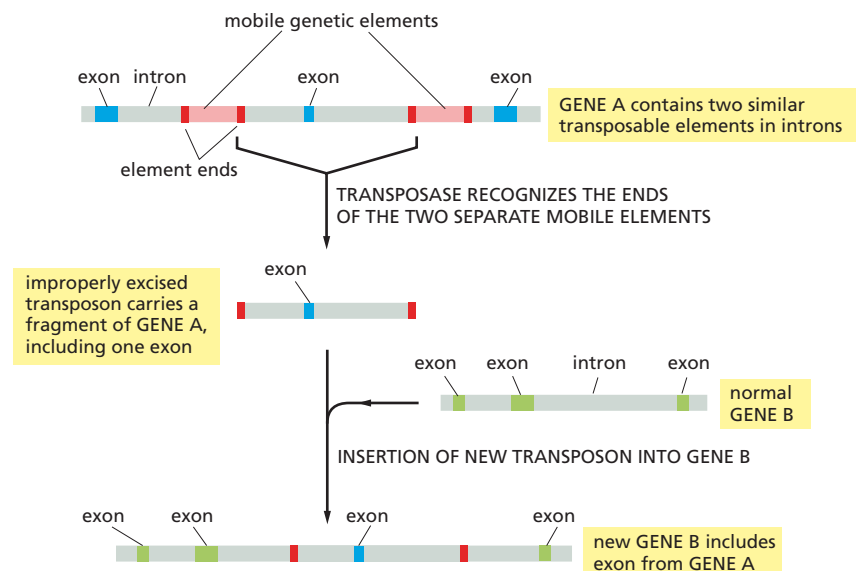 mobile genetic elements
exon
intron
exon
exon
GENE A contains two similar
transposable elements in introns
element ends
TRANSPOSASE RECOGNIZES THE ENDS
OF THE TWO SEPARATE MOBILE ELEMENTS
improperly excised
transposon carries a
fragment of GENE A,
including one exon
exon
exon
exon
intron
exon
normal
GENE B
INSERTION OF NEW TRANSPOSON INTO GENE B
exon
exon
exon
exon
new GENE B includes
exon from GENE A